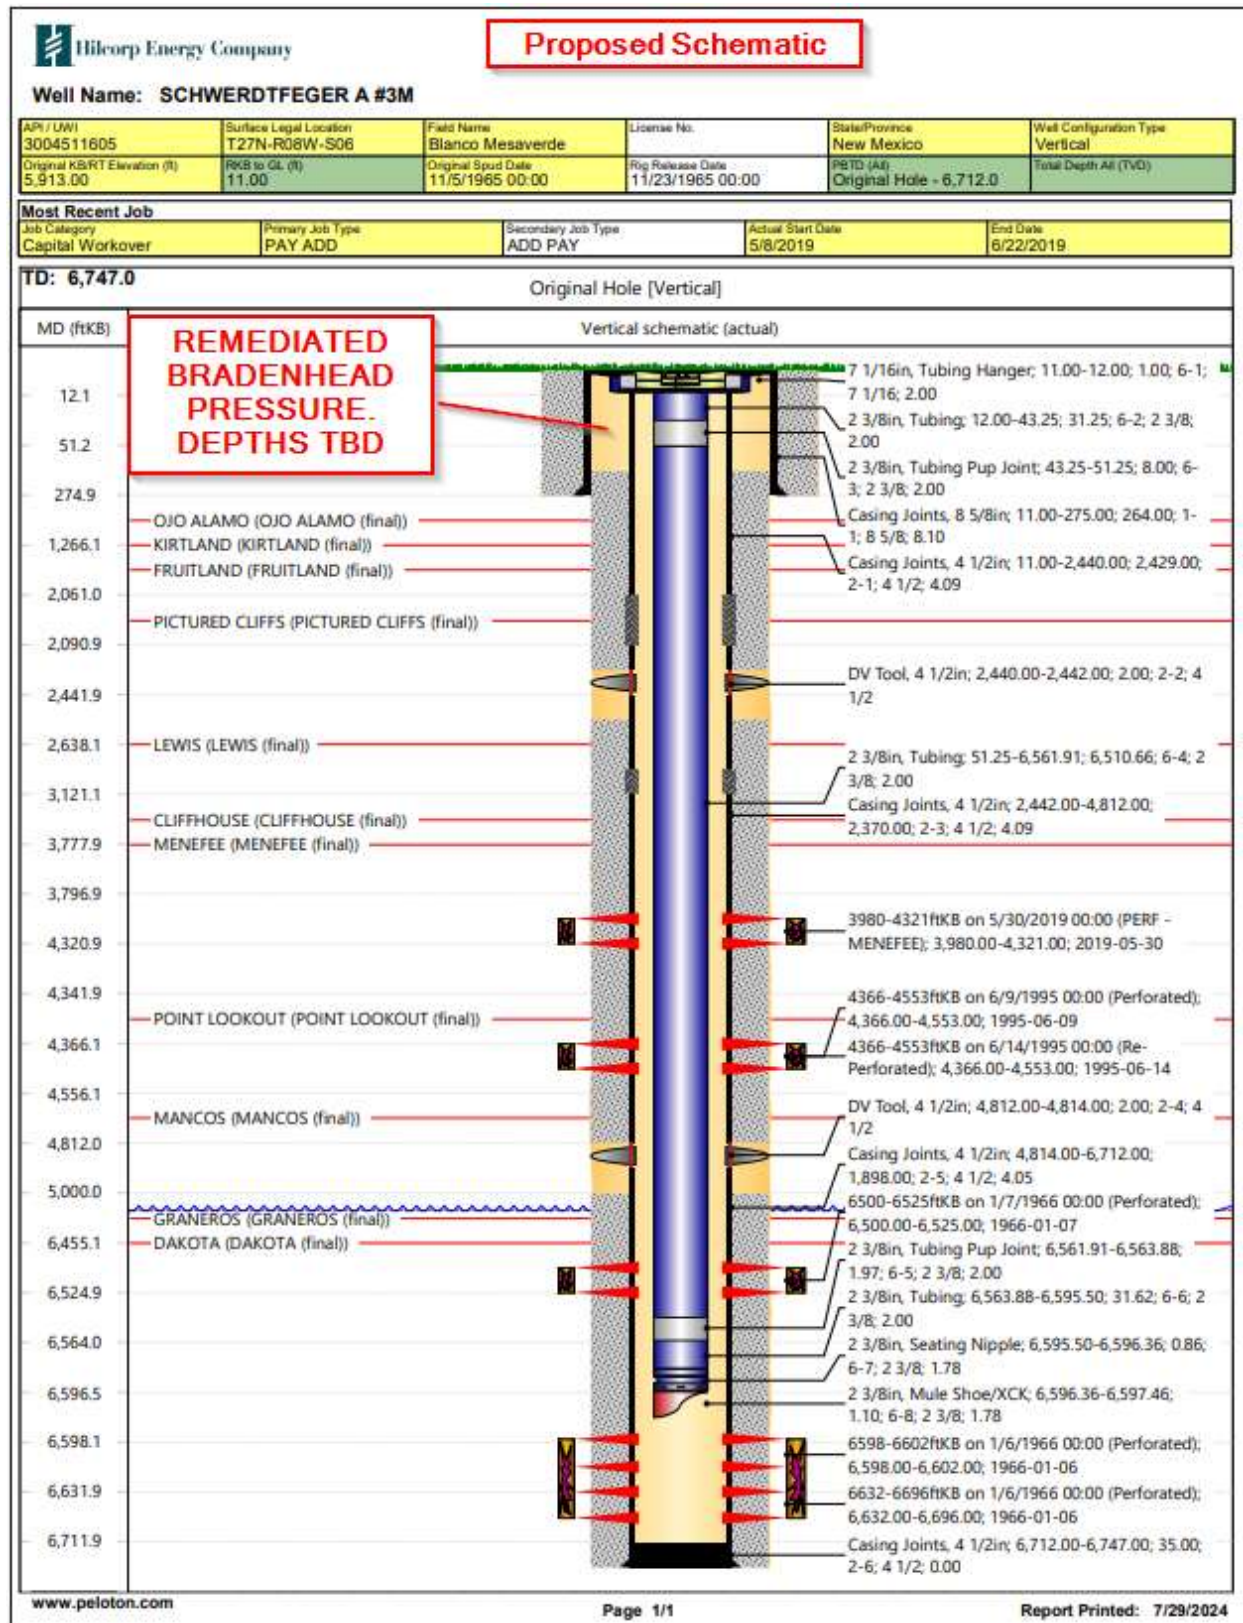 Hilcorp Energy Company
Proposed Schematic
Well Name: SCHWERDTFEGER A #3M
API / UWI
3004511605
Surface Legal Location
T27N-R08W-S06
Field Name
Blanco Mesaverde
License No.
State/Province
New Mexico
Well Configuration Type
Vertical
Original KB/RT Elevation (ft)
5,913.00
RKB to GL (ft)
11.00
Original Spud Date
11/5/1965 00:00
Rig Release Date
11/23/1965 00:00
PBTD (All)
Original Hole - 6,712.0
Total Depth All (TVD)
Most Recent Job
Job Category
Capital Workover
Primary Job Type
PAY ADD
Secondary Job Type
ADD PAY
Actual Start Date
5/8/2019
End Date
6/22/2019
TD: 6,747.0
Original Hole [Vertical]
MD (ftKB)
Vertical schematic (actual)
REMEDIATED
BRADENHEAD
PRESSURE.
DEPTHS TBD
12.1
51.2
274.9
1,266.1
2,061.0
2,090.9
2,441.9
2,638.1
3,121.1
3,777.9
3,796.9
4,320.9
4,341.9
4,366.1
4,556.1
4,812.0
5,000.0
6,455.1
6,524.9
6,564.0
6,596.5
6,598.1
6,631.9
6,711.9
OJO ALAMO (OJO ALAMO (final))
KIRTLAND (KIRTLAND (final))
FRUITLAND (FRUITLAND (final))
PICTURED CLIFFS (PICTURED CLIFFS (final))
LEWIS (LEWIS (final))
CLIFFHOUSE (CLIFFHOUSE (final))
MENEFEE (MENEFEE (final))
POINT LOOKOUT (POINT LOOKOUT (final))
MANCOS (MANCOS (final))
GRANEROS (GRANEROS (final))
DAKOTA (DAKOTA (final))
7 1/16in, Tubing Hanger; 11.00-12.00; 1.00; 6-1;
7 1/16; 2.00
2 3/8in, Tubing; 12.00-43.25; 31.25; 6-2; 2 3/8;
2.00
2 3/8in, Tubing Pup Joint; 43.25-51.25; 8.00; 6-
3; 2 3/8; 2.00
Casing Joints, 8 5/8in; 11.00-275.00; 264.00; 1-
1; 8 5/8; 8.10
Casing Joints, 4 1/2in; 11.00-2,440.00; 2,429.00;
2-1; 4 1/2; 4.09
DV Tool, 4 1/2in; 2,440.00-2,442.00; 2.00; 2-2; 4
1/2
2 3/8in, Tubing; 51.25-6,561.91; 6,510.66; 6-4; 2
3/8; 2.00
Casing Joints, 4 1/2in; 2,442.00-4,812.00;
2,370.00; 2-3; 4 1/2; 4.09
3980-4321ftKB on 5/30/2019 00:00 (PERF -
MENEFEE); 3,980.00-4,321.00; 2019-05-30
4366-4553ftKB on 6/9/1995 00:00 (Perforated);
4,366.00-4,553.00; 1995-06-09
4366-4553ftKB on 6/14/1995 00:00 (Re-
Perforated); 4,366.00-4,553.00; 1995-06-14
DV Tool, 4 1/2in; 4,812.00-4,814.00; 2.00; 2-4; 4
1/2
Casing Joints, 4 1/2in; 4,814.00-6,712.00;
1,898.00; 2-5; 4 1/2; 4.05
6500-6525ftKB on 1/7/1966 00:00 (Perforated);
6,500.00-6,525.00; 1966-01-07
2 3/8in, Tubing Pup Joint; 6,561.91-6,563.88;
1.97; 6-5; 2 3/8; 2.00
2 3/8in, Tubing; 6,563.88-6,595.50; 31.62; 6-6; 2
3/8; 2.00
2 3/8in, Seating Nipple; 6,595.50-6,596.36; 0.86;
6-7; 2 3/8; 1.78
2 3/8in, Mule Shoe/XCK; 6,596.36-6,597.46;
1.10; 6-8; 2 3/8; 1.78
6598-6602ftKB on 1/6/1966 00:00 (Perforated);
6,598.00-6,602.00; 1966-01-06
6632-6696ftKB on 1/6/1966 00:00 (Perforated);
6,632.00-6,696.00; 1966-01-06
Casing Joints, 4 1/2in; 6,712.00-6,747.00; 35.00;
2-6; 4 1/2; 0.00
www.peloton.com
Page 1/1
Report Printed: 7/29/2024